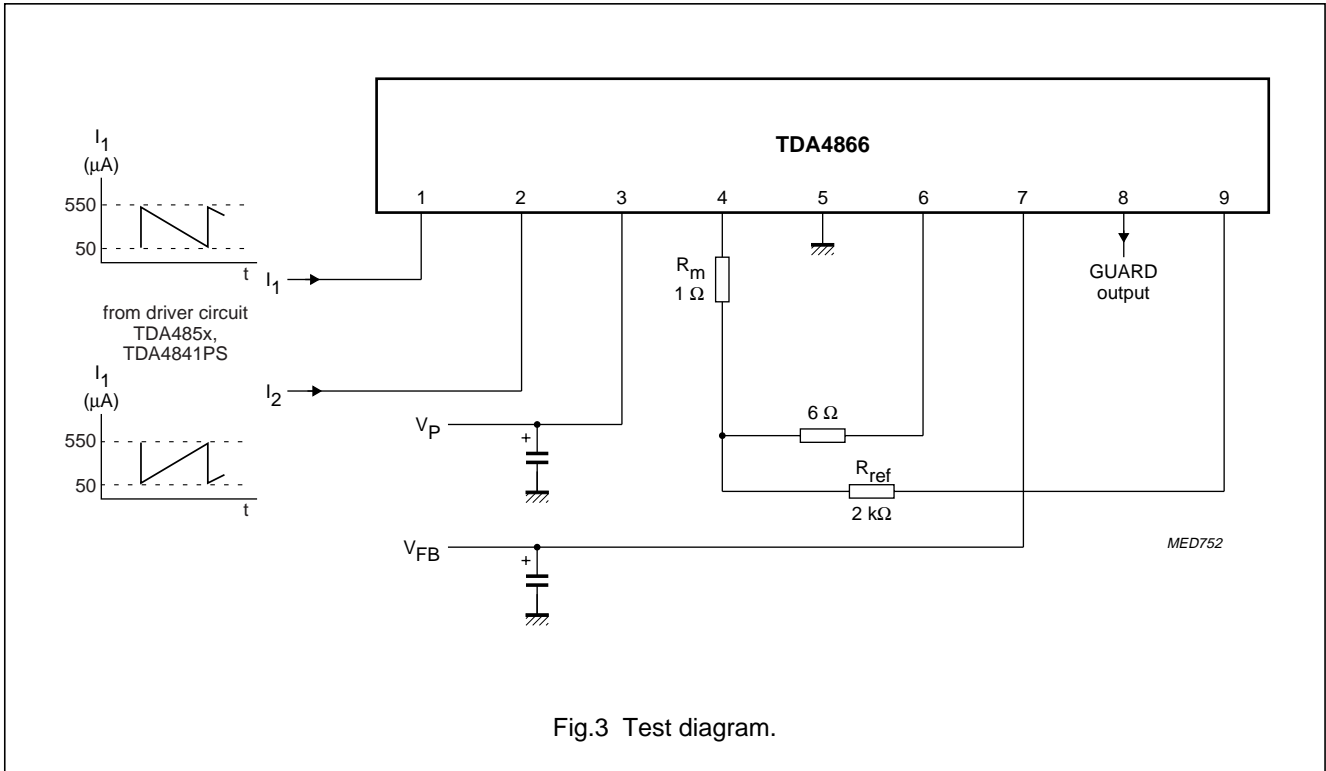 TDA4866
1 2 3 4 5 6 7 8 9
I1
(µA)
550
50
t
I1
from driver circuit
TDA485x,
TDA4841PS
I1
(µA)
550
50
t
I2
Rm
1 Ω
GUARD
output
6 Ω
VP
+
Rref
2 kΩ
VFB
+
MED752
Fig.3 Test diagram.